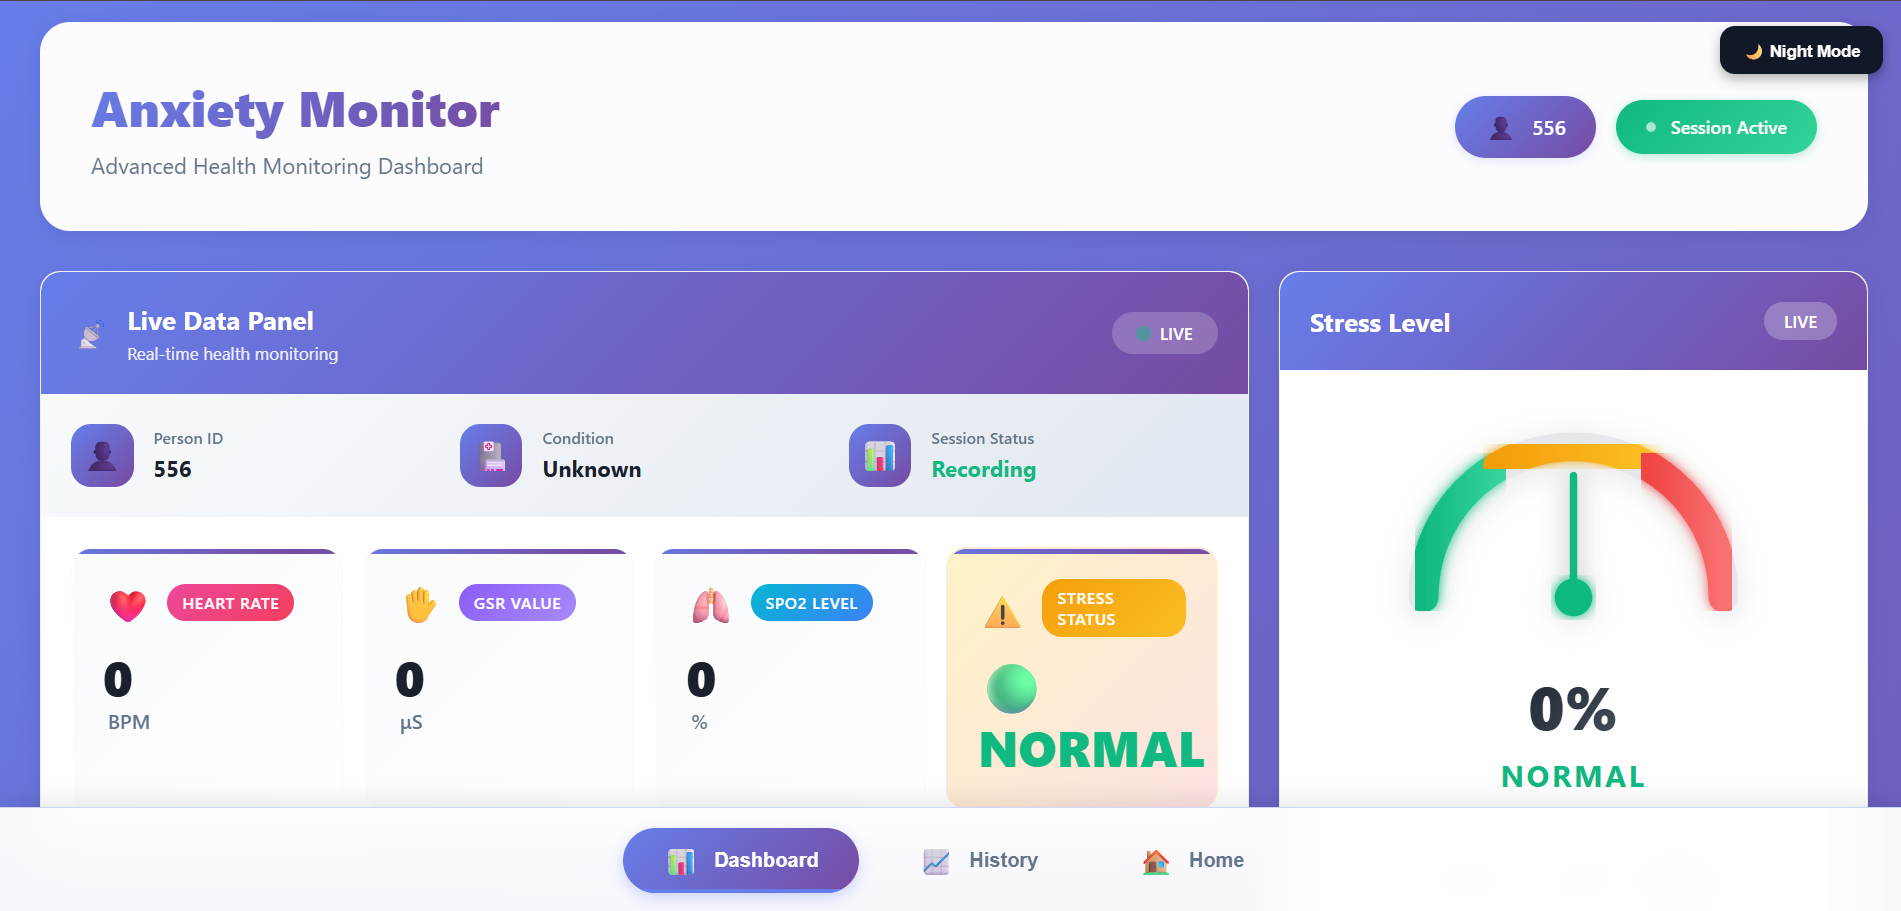 Night Mode
Anxiety Monitor
Advanced Health Monitoring Dashboard
556
Session Active
Live Data Panel
Real-time health monitoring
LIVE
Person ID
556
Condition
Unknown
Session Status
Recording
HEART RATE
0
BPM
GSR VALUE
0
µS
SPO2 LEVEL
0
%
STRESS
STATUS
NORMAL
Stress Level
LIVE
0%
NORMAL
Dashboard
History
Home